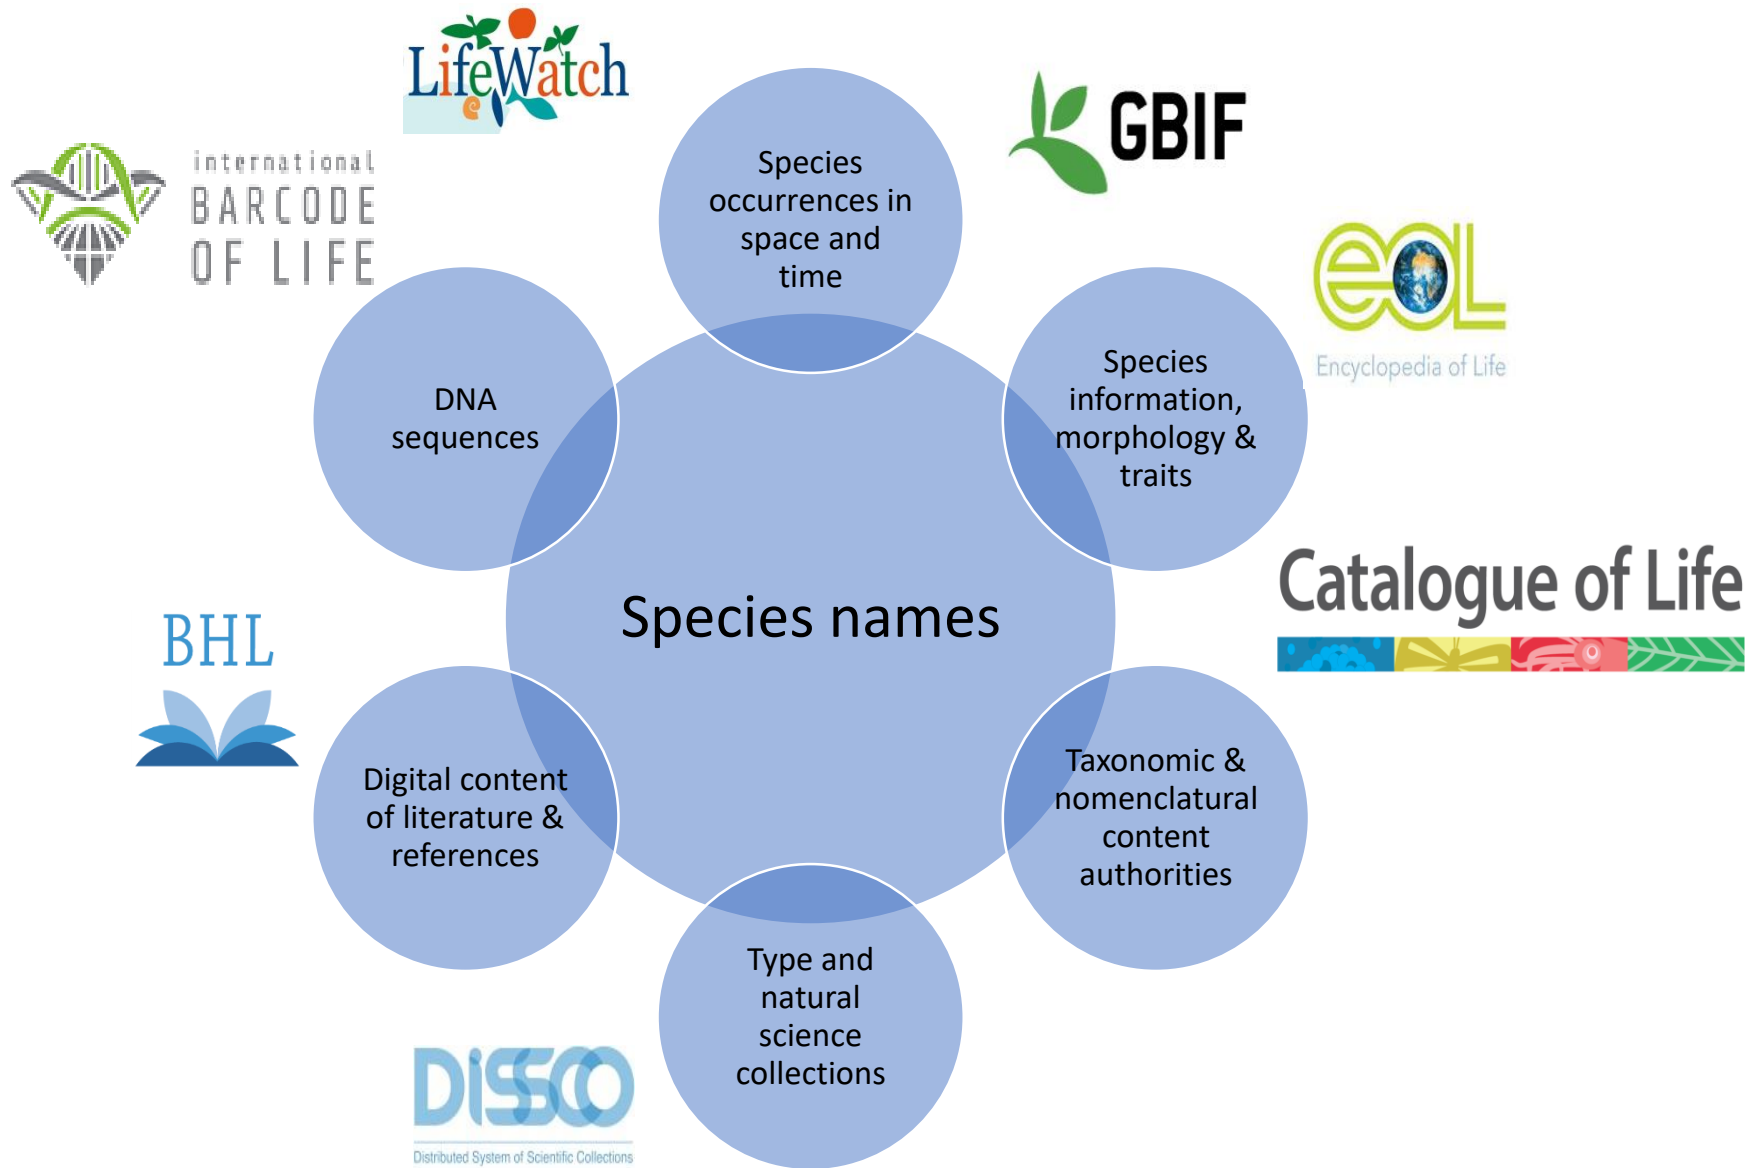 LifeWatch
GBIF
international
BARCODE
OF LIFE
Species
occurrences in
space and
time
eOL
Encyclopedia of Life
Species
information,
morphology &
traits
DNA
sequences
Catalogue of Life
Species names
BHL
Digital content
of literature &
references
Taxonomic &
nomenclatural
content
authorities
Type and
natural
science
collections
DiSSCo
Distributed System of Scientific Collections